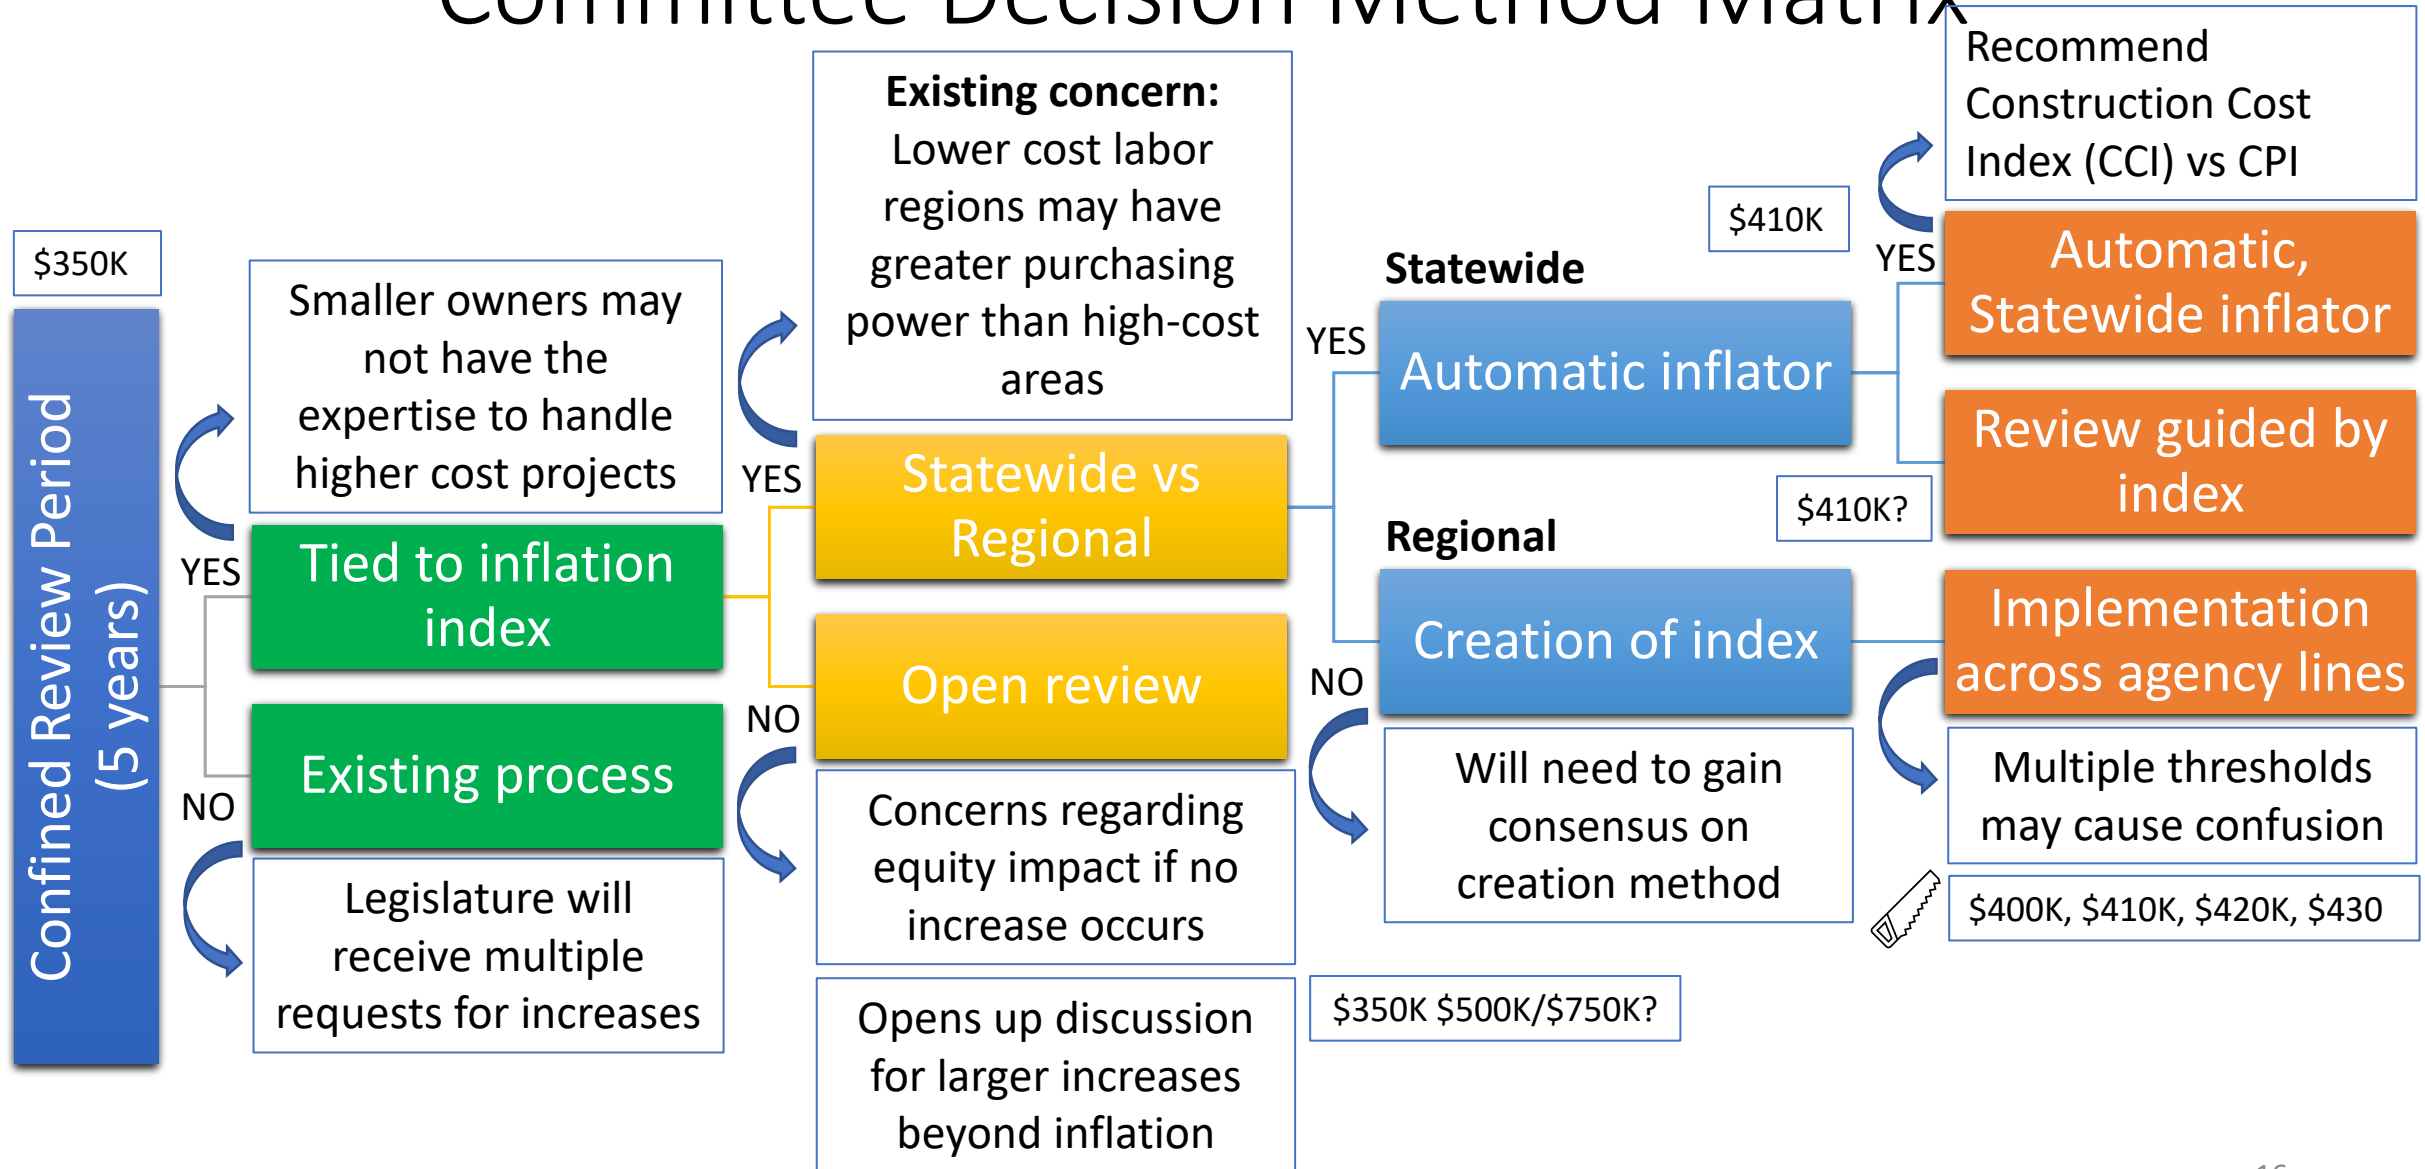 Committee Decision Method Matrix
$350K
Confined Review Period
(5 years)
Smaller owners may
not have the
expertise to handle
higher cost projects
YES
Tied to inflation
index
Existing process
NO
Legislature will
receive multiple
requests for increases
Existing concern:
Lower cost labor
regions may have
greater purchasing
power than high-cost
areas
YES
Statewide vs
Regional
Open review
NO
Concerns regarding
equity impact if no
increase occurs
Opens up discussion
for larger increases
beyond inflation
$350K $500K/$750K?
Statewide
YES
Automatic inflator
Regional
Creation of index
NO
Will need to gain
consensus on
creation method
Recommend
Construction Cost
Index (CCI) vs CPI
$410K
YES
Automatic,
Statewide inflator
Review guided by
index
$410K?
Implementation
across agency lines
Multiple thresholds
may cause confusion
$400K, $410K, $420K, $430